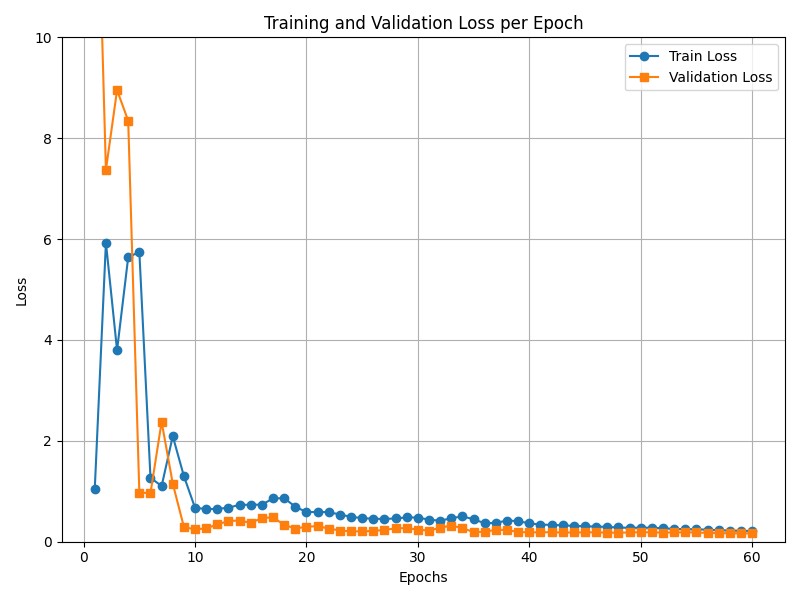 Training and Validation Loss per Epoch
Train Loss
Validation Loss
Loss
10
8
6
4
2
0
0 10 20 30 40 50 60
Epochs